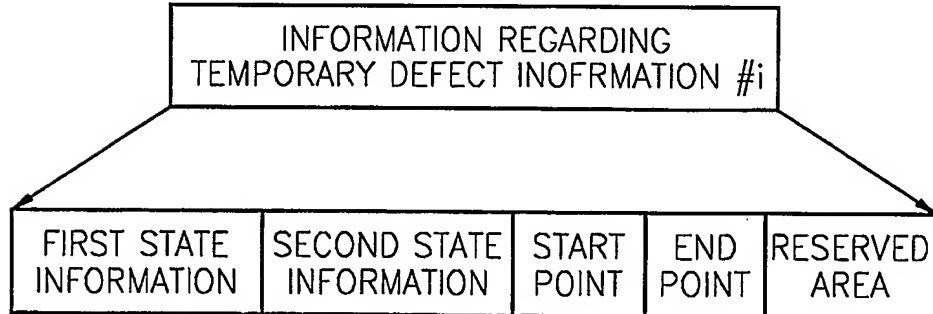 INFORMATION REGARDING
TEMPORARY DEFECT INOFRMATION #i
FIRST STATE
INFORMATION
SECOND STATE
INFORMATION
START
POINT
END
POINT
RESERVED
AREA